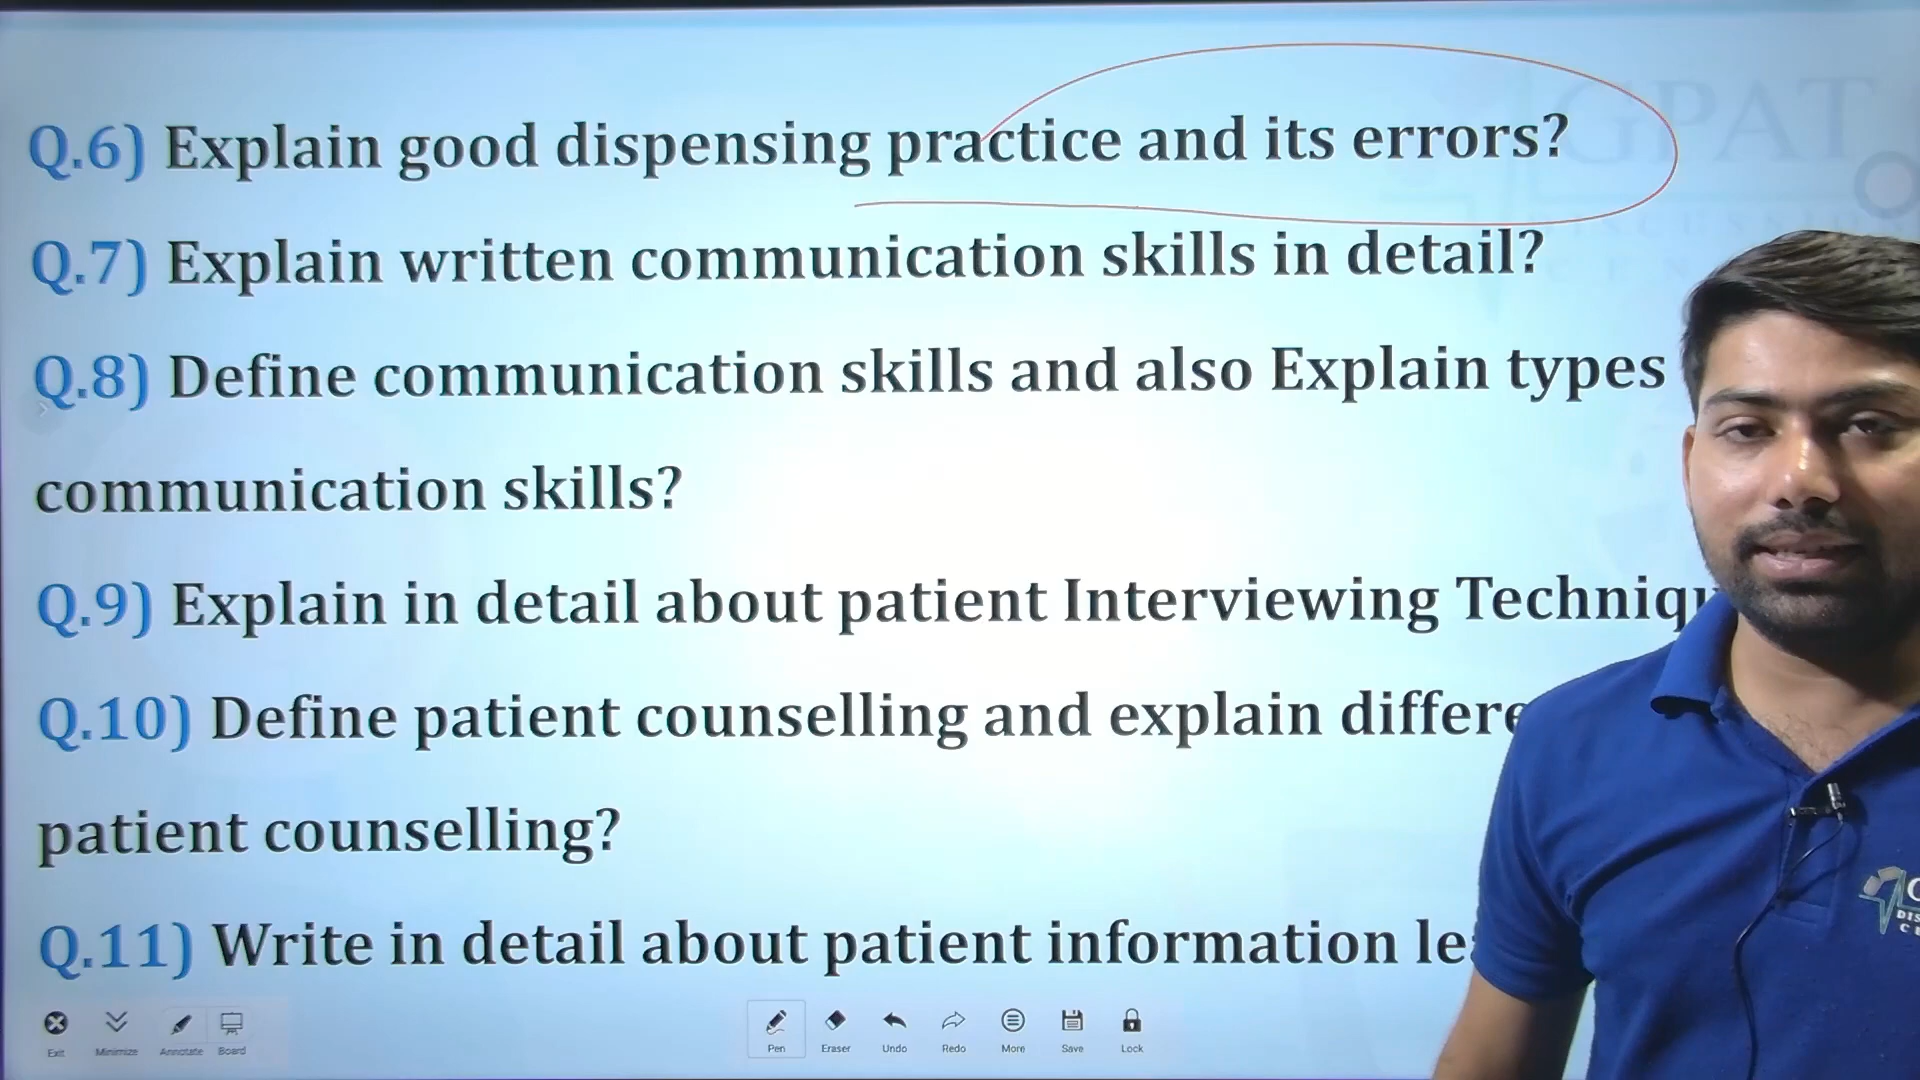 Q.6) Explain good dispensing practice and its errors?
Q.7) Explain written communication skills in detail?
Q.8) Define communication skills and also Explain types
communication skills?
Q.9) Explain in detail about patient Interviewing
Q.10) Define patient counselling and explain
patient counselling?
Q.11) Write in detail about patient information
GPAT
Exit
Minimize
Annotate
Board
Pen
Eraser
Undo
Redo
More
Save
Lock